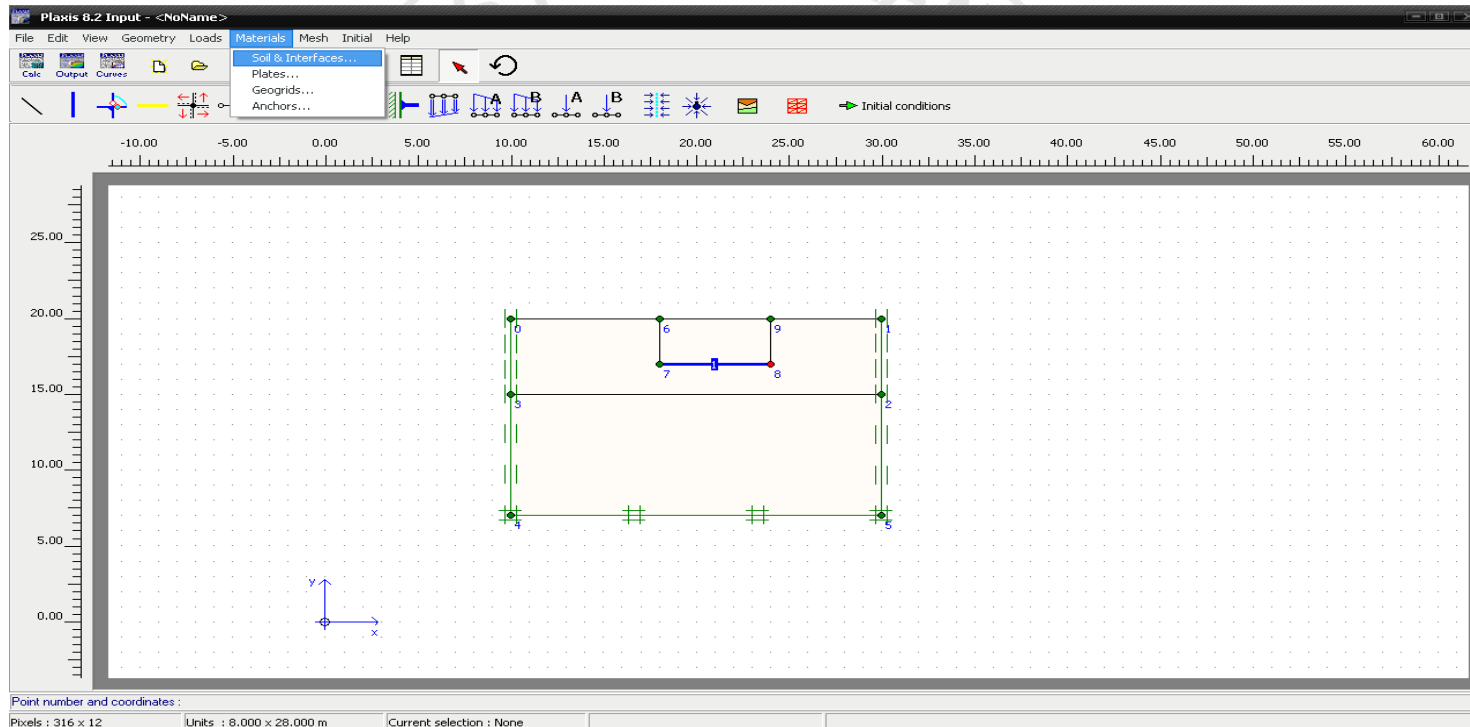 Plaxis 8.2 Input - <NoName>
File Edit View Geometry Loads Materials Mesh Initial Help
Soil & Interfaces...
Plates...
Geogrids...
Anchors...
Calc Output Curves
A B A B Initial conditions
-10.00 -5.00 0.00 5.00 10.00 15.00 20.00 25.00 30.00 35.00 40.00 45.00 50.00 55.00 60.00
25.00
20.00
0 6 9 1
7 8
15.00
3 2
10.00
4 5
5.00
y
0.00
x
Point number and coordinates :
Pixels : 316 x 12 Units : 8.000 x 28.000 m Current selection : None